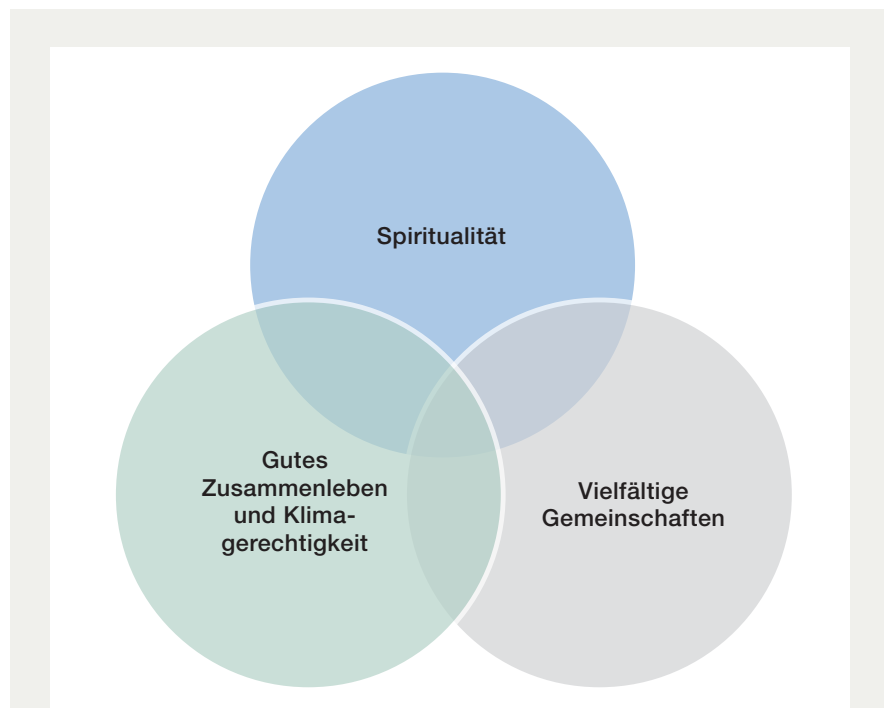 Spiritualität
Gutes
Zusammenleben
und Klima-
gerechtigkeit
Vielfältige
Gemeinschaften